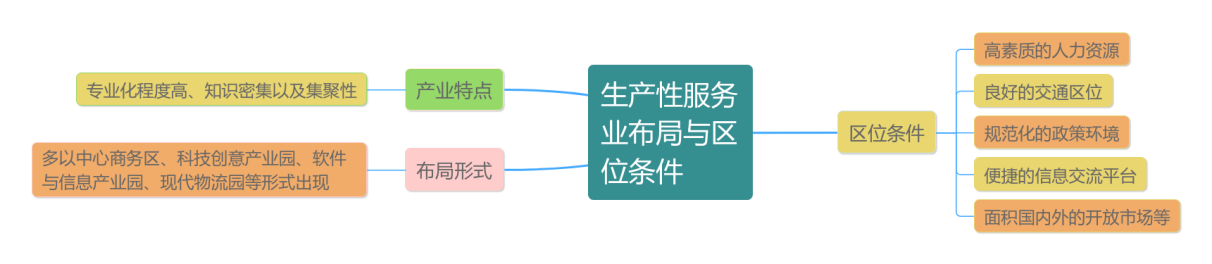 生产性服务
业布局与区
位条件
产业特点
专业化程度高、知识密集以及集聚性
布局形式
多以中心商务区、科技创意产业园、软件
与信息产业园、现代物流园等形式出现
区位条件
高素质的人力资源
良好的交通区位
规范化的政策环境
便捷的信息交流平台
面积国内外的开放市场等